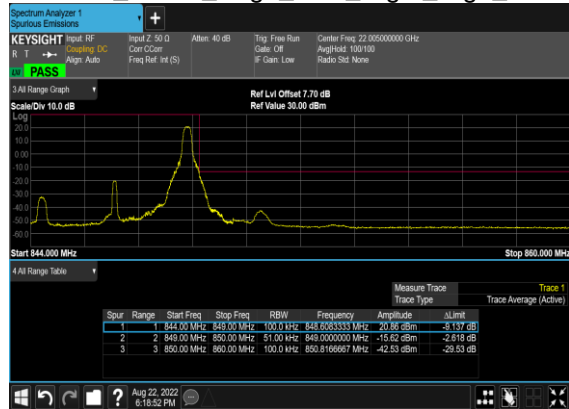 Spectrum Analyzer 1
Spurious Emissions
+
KEYSIGHT Input: RF Input Z: 50 Ω Atten: 40 dB Trig: Free Run Center Freq: 22.005000000 GHz
R T Coupling: DC Corr CCorr Gate: Off Avg|Hold: 100/100
Align: Auto Freq Ref: Int (S) IF Gain: Low Radio Std: None
PASS
3 All Range Graph
Ref Lvl Offset 7.70 dB
Scale/Div 10.0 dB Ref Value 30.00 dBm
Log
20.0
10.0
0.00
-10.0
-20.0
-30.0
-40.0
-50.0
-60.0
Start 844.000 MHz Stop 860.000 MHz
4 All Range Table
Measure Trace Trace 1
Trace Type Trace Average (Active)
Spur Range Start Freq Stop Freq RBW Frequency Amplitude ΔLimit
1 1 844.00 MHz 849.00 MHz 100.0 kHz 848.6083333 MHz 20.86 dBm -9.137 dB
2 2 849.00 MHz 850.00 MHz 51.00 kHz 849.0000000 MHz -15.62 dBm -2.618 dB
3 3 850.00 MHz 860.00 MHz 100.0 kHz 850.8166667 MHz -42.53 dBm -29.53 dB
? Aug 22, 2022
6:18:52 PM